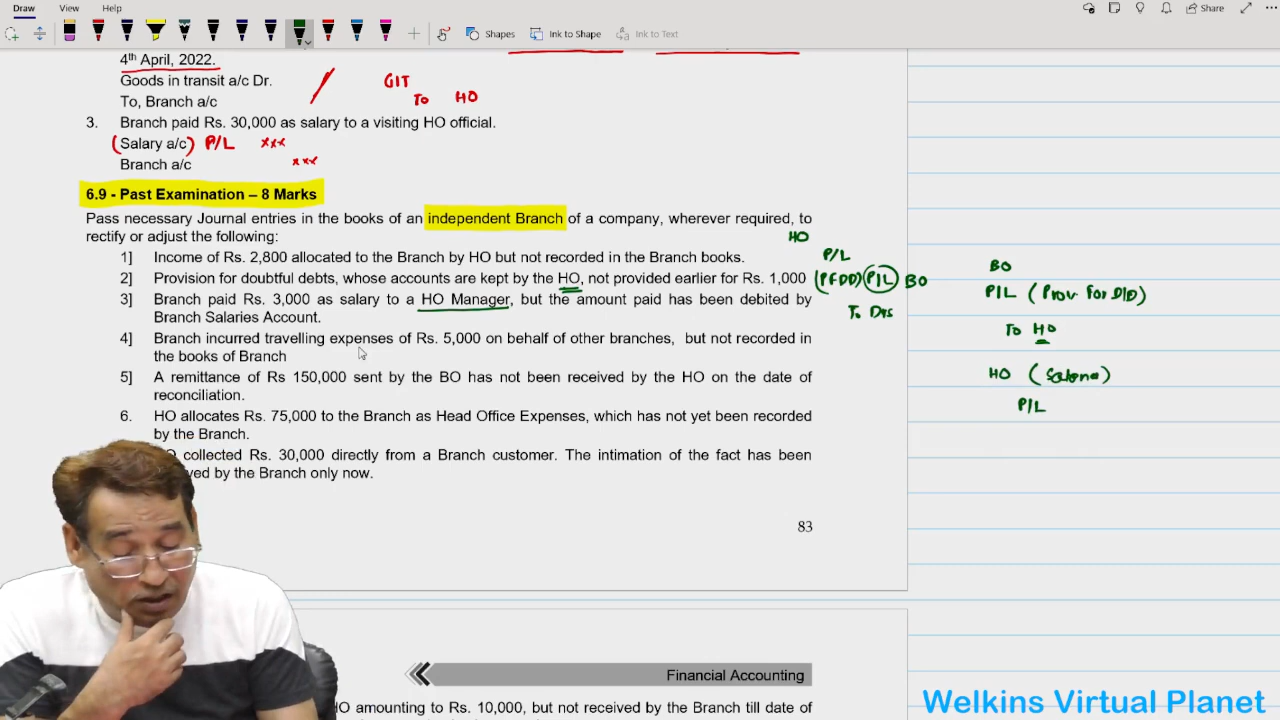 Draw View Help
Share
Shapes Ink to Shape Ink to Text
4th April, 2022.
Goods in transit a/c Dr. GIT
To, Branch a/c To HO
3. Branch paid Rs. 30,000 as salary to a visiting HO official.
(Salary a/c) P/L xxx
Branch a/c xxx
6.9 - Past Examination – 8 Marks
Pass necessary Journal entries in the books of an independent Branch of a company, wherever required, to
rectify or adjust the following: HO
1] Income of Rs. 2,800 allocated to the Branch by HO but not recorded in the Branch books. P/L
BO
2] Provision for doubtful debts, whose accounts are kept by the HO, not provided earlier for Rs. 1,000 (PFDD) P/L BO
P/L (Prov. For D/D)
3] Branch paid Rs. 3,000 as salary to a HO Manager, but the amount paid has been debited by
To Drs
Branch Salaries Account.
To HO
4] Branch incurred travelling expenses of Rs. 5,000 on behalf of other branches, but not recorded in
the books of Branch
5] A remittance of Rs 150,000 sent by the BO has not been received by the HO on the date of
HO
reconciliation.
P/L
6. HO allocates Rs. 75,000 to the Branch as Head Office Expenses, which has not yet been recorded
by the Branch.
collected Rs. 30,000 directly from a Branch customer. The intimation of the fact has been
by the Branch only now.
83
Financial Accounting
HO amounting to Rs. 10,000, but not received by the Branch till date of
Welkins Virtual Planet